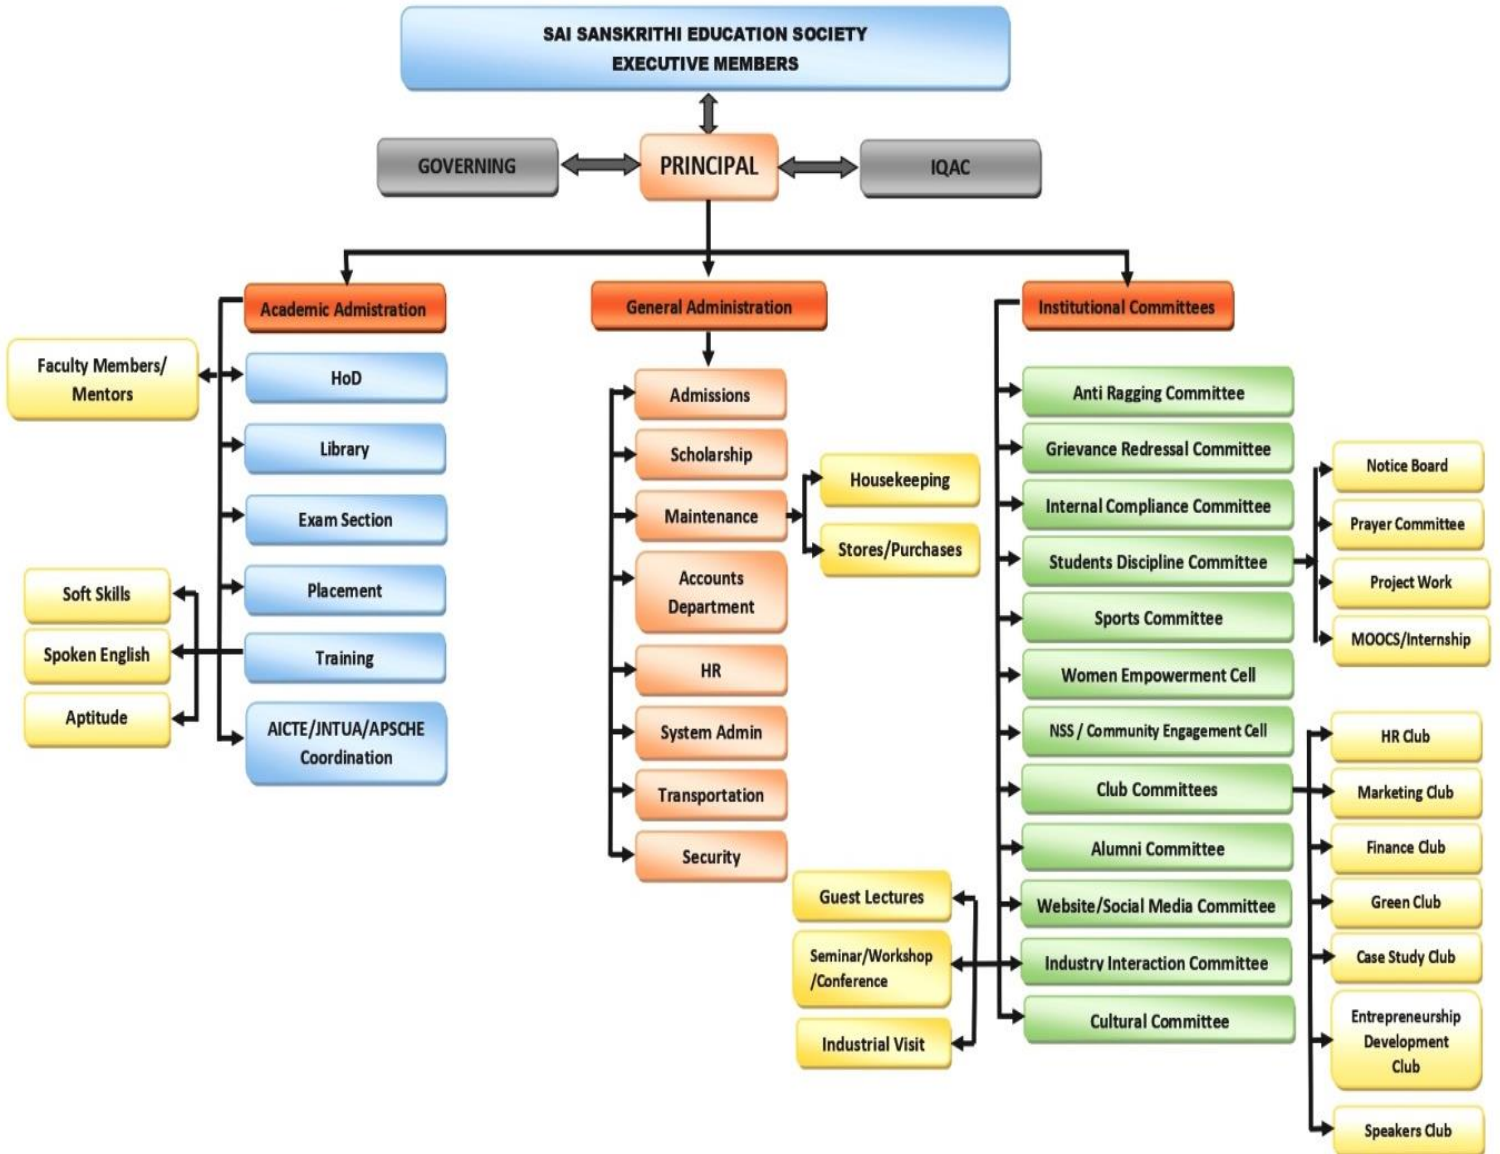 SAI SANSKRITHI EDUCATION SOCIETY
EXECUTIVE MEMBERS
GOVERNING
PRINCIPAL
IQAC
Academic Admistration
Faculty Members/
Mentors
HoD
Library
Exam Section
Placement
Training
Soft Skills
Spoken English
Aptitude
AICTE/JNTUA/APSCHE
Coordination
General Administration
Admissions
Scholarship
Maintenance
Housekeeping
Stores/Purchases
Accounts
Department
HR
System Admin
Transportation
Security
Institutional Committees
Anti Ragging Committee
Grievance Redressal Committee
Internal Compliance Committee
Students Discipline Committee
Notice Board
Prayer Committee
Project Work
MOOCS/Internship
Sports Committee
Women Empowerment Cell
NSS / Community Engagement Cell
Club Committees
HR Club
Marketing Club
Finance Club
Green Club
Case Study Club
Entrepreneurship
Development
Club
Speakers Club
Alumni Committee
Website/Social Media Committee
Industry Interaction Committee
Guest Lectures
Seminar/Workshop
/Conference
Industrial Visit
Cultural Committee